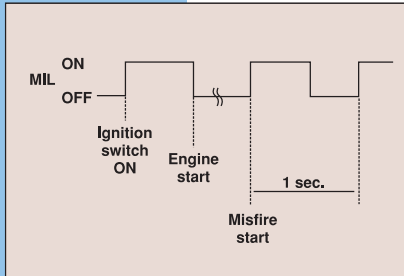 ON
MIL
OFF
Ignition
switch
ON
Engine
start
1 sec.
Misfire
start